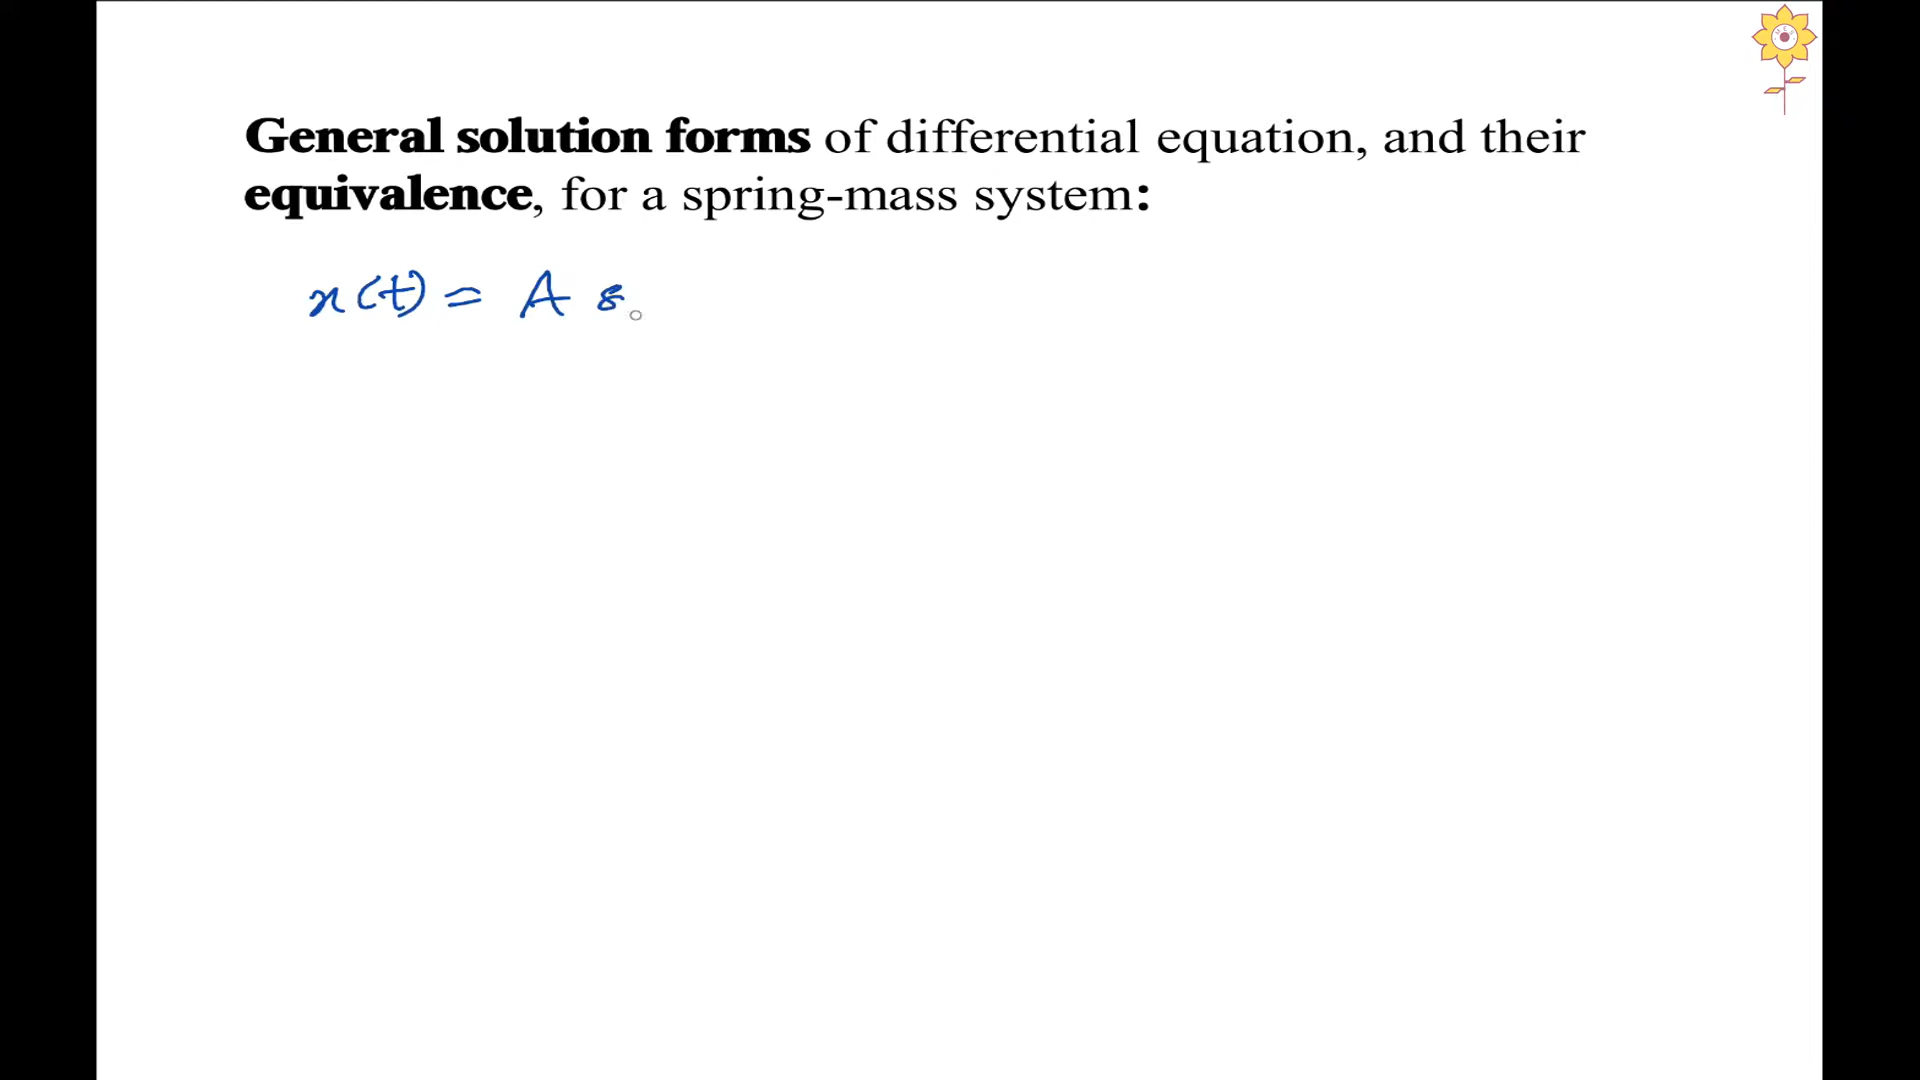 General solution forms of differential equation, and their
equivalence, for a spring-mass system:
x(t) = A s